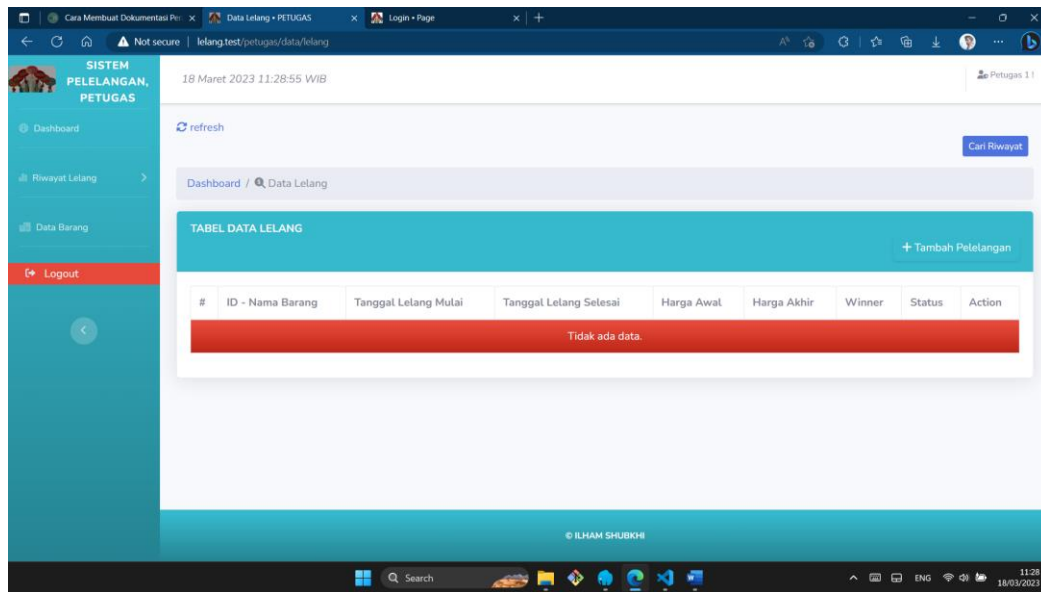 Cara Membuat Dokumentasi Per
Data Lelang • PETUGAS
Login • Page
Not secure | lelang.test/petugas/data/lelang
SISTEM
PELELANGAN,
PETUGAS
18 Maret 2023 11:28:55 WIB
Petugas 1 !
Dashboard
Riwayat Lelang
Data Barang
Logout
refresh
Cari Riwayat
Dashboard / Data Lelang
TABEL DATA LELANG
+ Tambah Pelelangan
# ID - Nama Barang Tanggal Lelang Mulai Tanggal Lelang Selesai Harga Awal Harga Akhir Winner Status Action
Tidak ada data.
© ILHAM SHUBKHI
Search
ENG
11:28
18/03/2023